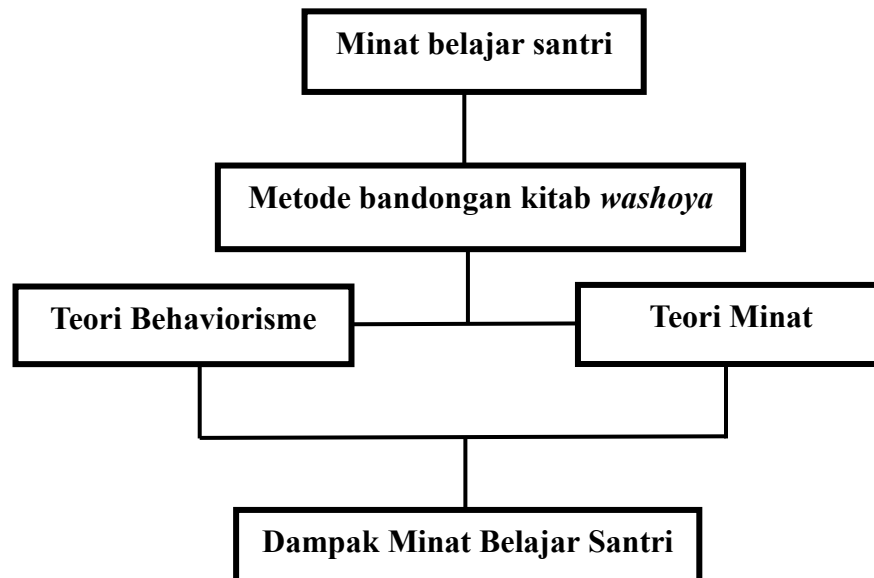 Minat belajar santri
Metode bandongan kitab washoya
Teori Behaviorisme
Teori Minat
Dampak Minat Belajar Santri